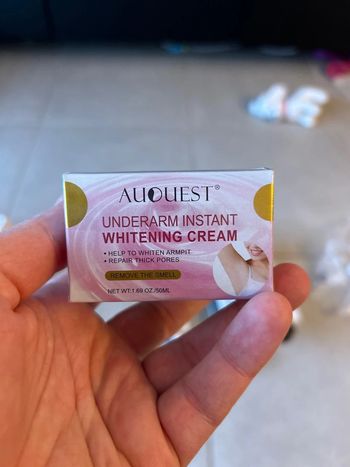 AUQUEST®
UNDERARM INSTANT
WHITENING CREAM
• HELP TO WHITEN ARMPIT
• REPAIR THICK PORES
REMOVE THE SMELL
NET WT:1.69 OZ./50ML